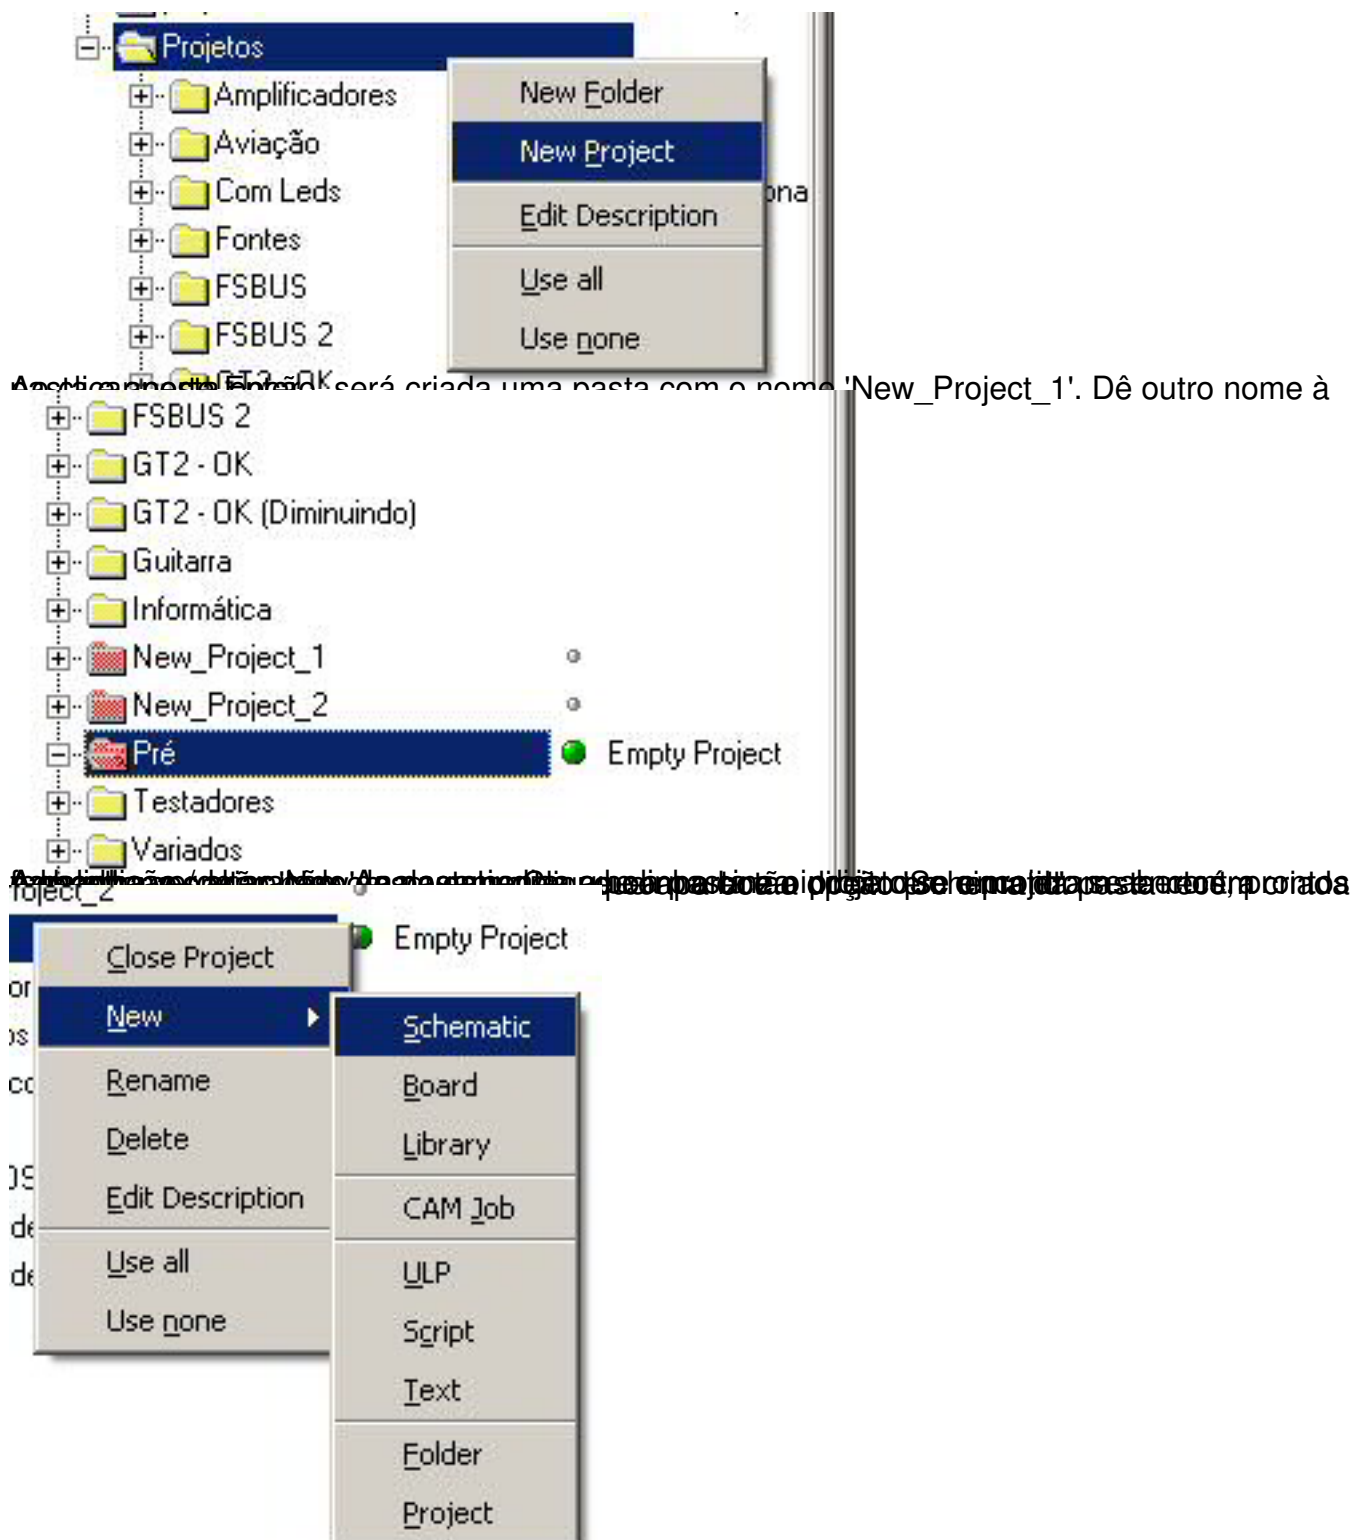 Projetos
Amplificadores
New Folder
Aviação
New Project
Com Leds
ona
Edit Description
Fontes
FSBUS
Use all
FSBUS 2
Use none
será criada uma pasta com o nome 'New_Project_1'. Dê outro nome à
FSBUS 2
GT2 - OK
GT2 - OK (Diminuindo)
Guitarra
Informática
New_Project_1
New_Project_2
Pré
Empty Project
Testadores
Variados
roject_2
Empty Project
Close Project
New
Schematic
Rename
Board
Delete
Library
Edit Description
CAM Job
Use all
ULP
Use none
Script
Text
Folder
Project